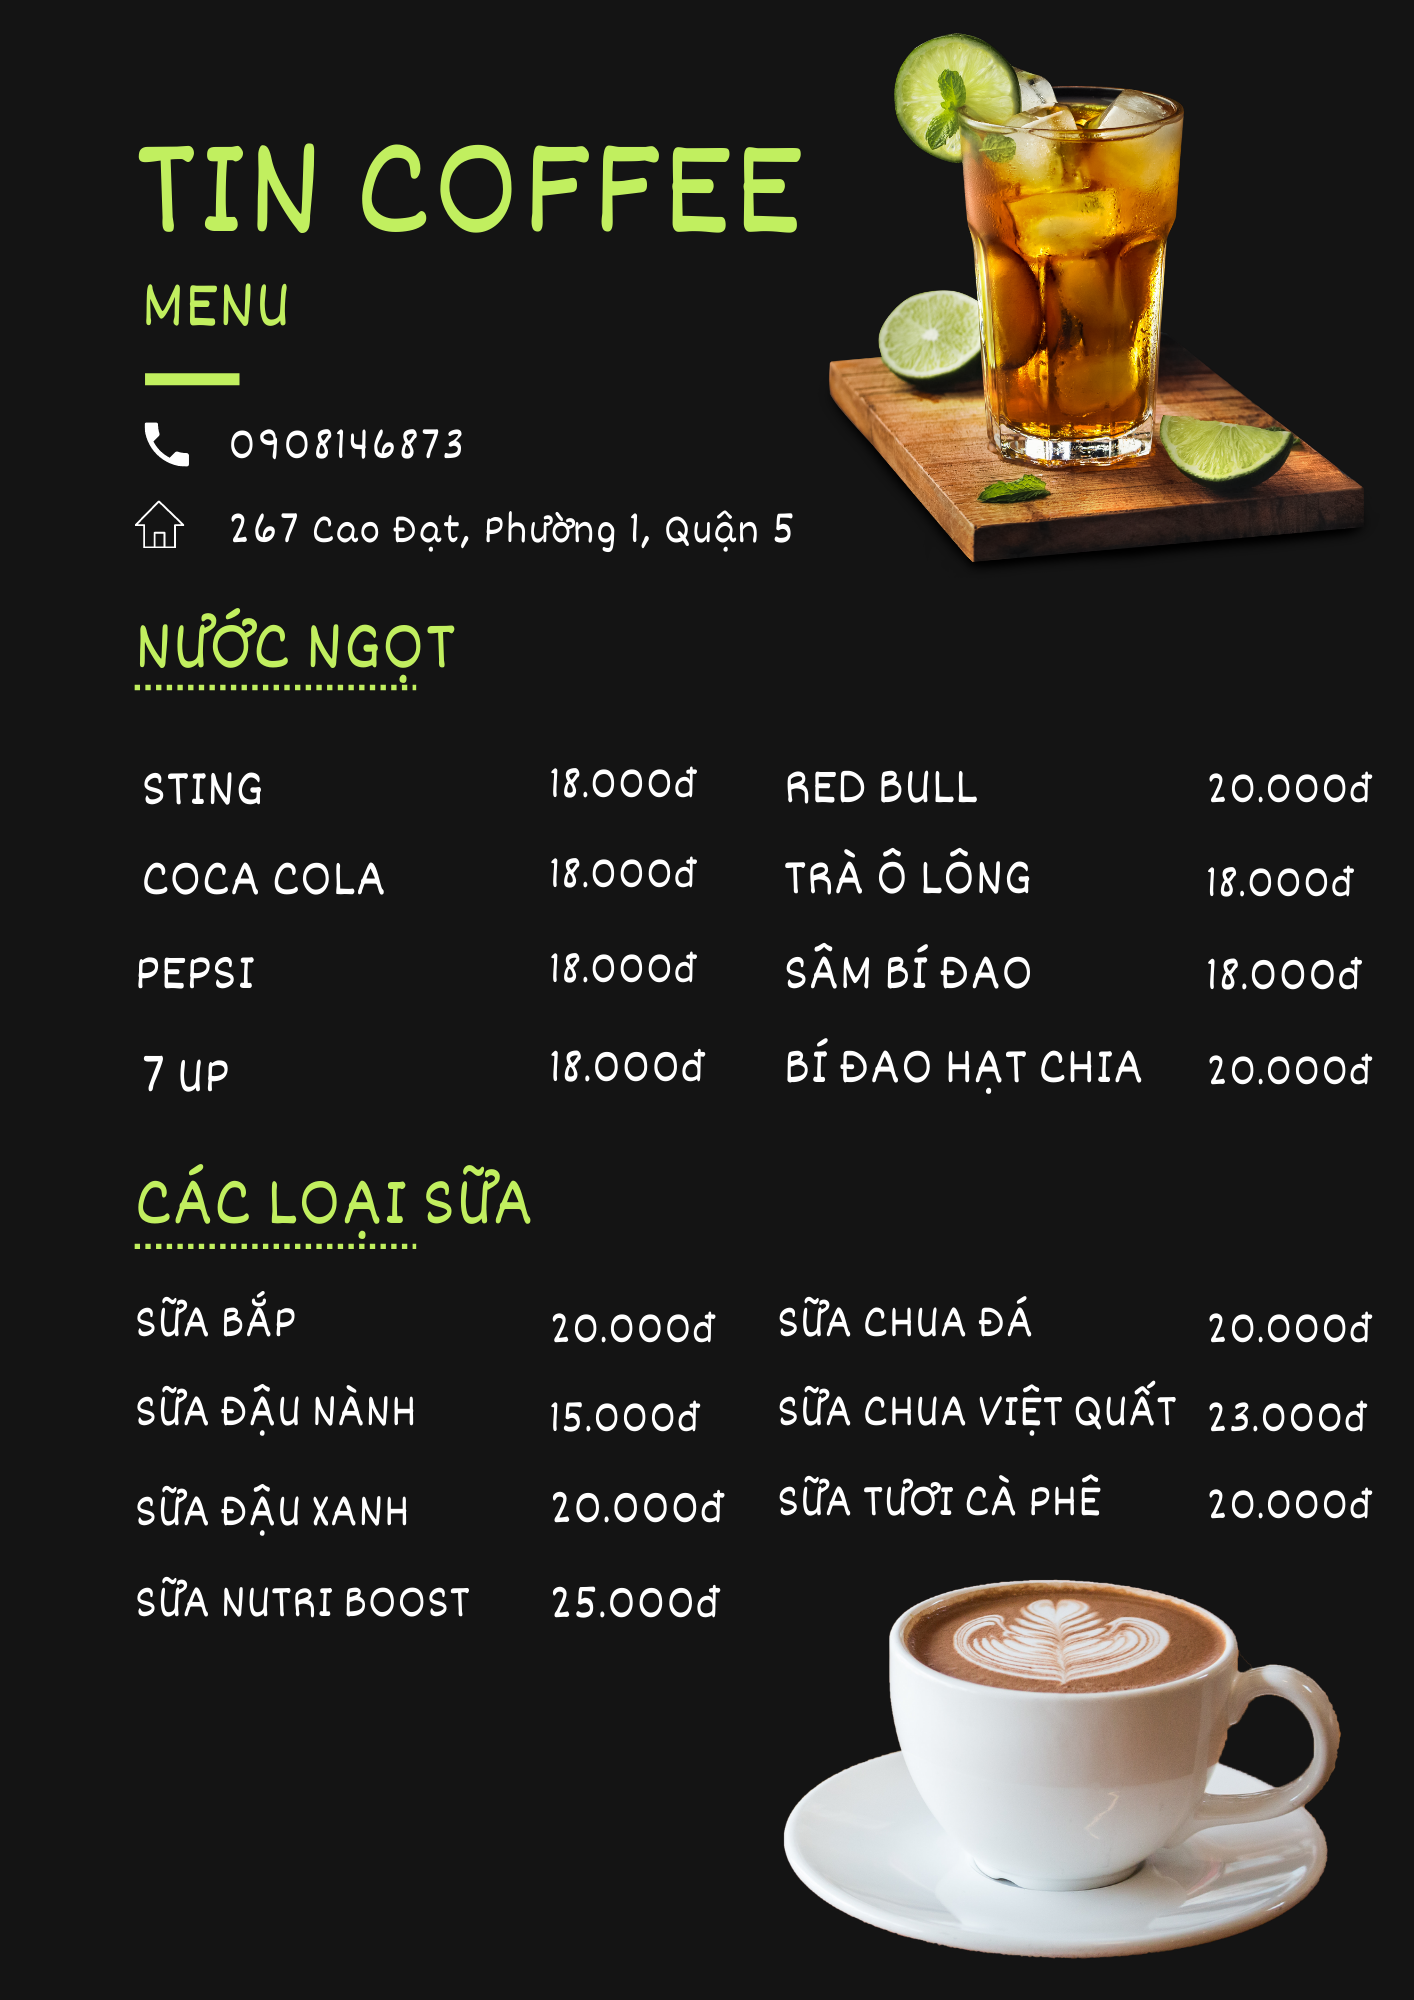 TIN COFFEE
MENU
0908146873
267 Cao Đạt, Phường 1, Quận 5
NƯỚC NGỌT
STING 18.000đ RED BULL 20.000đ
COCA COLA 18.000đ TRÀ Ô LÔNG 18.000đ
PEPSI 18.000đ SÂM BÍ ĐAO 18.000đ
7 UP 18.000đ BÍ ĐAO HẠT CHIA 20.000đ
CÁC LOẠI SỮA
SỮA BẮP 20.000đ SỮA CHUA ĐÁ 20.000đ
SỮA ĐẬU NÀNH 15.000đ SỮA CHUA VIỆT QUẤT 23.000đ
SỮA ĐẬU XANH 20.000đ SỮA TƯƠI CÀ PHÊ 20.000đ
SỮA NUTRI BOOST 25.000đ